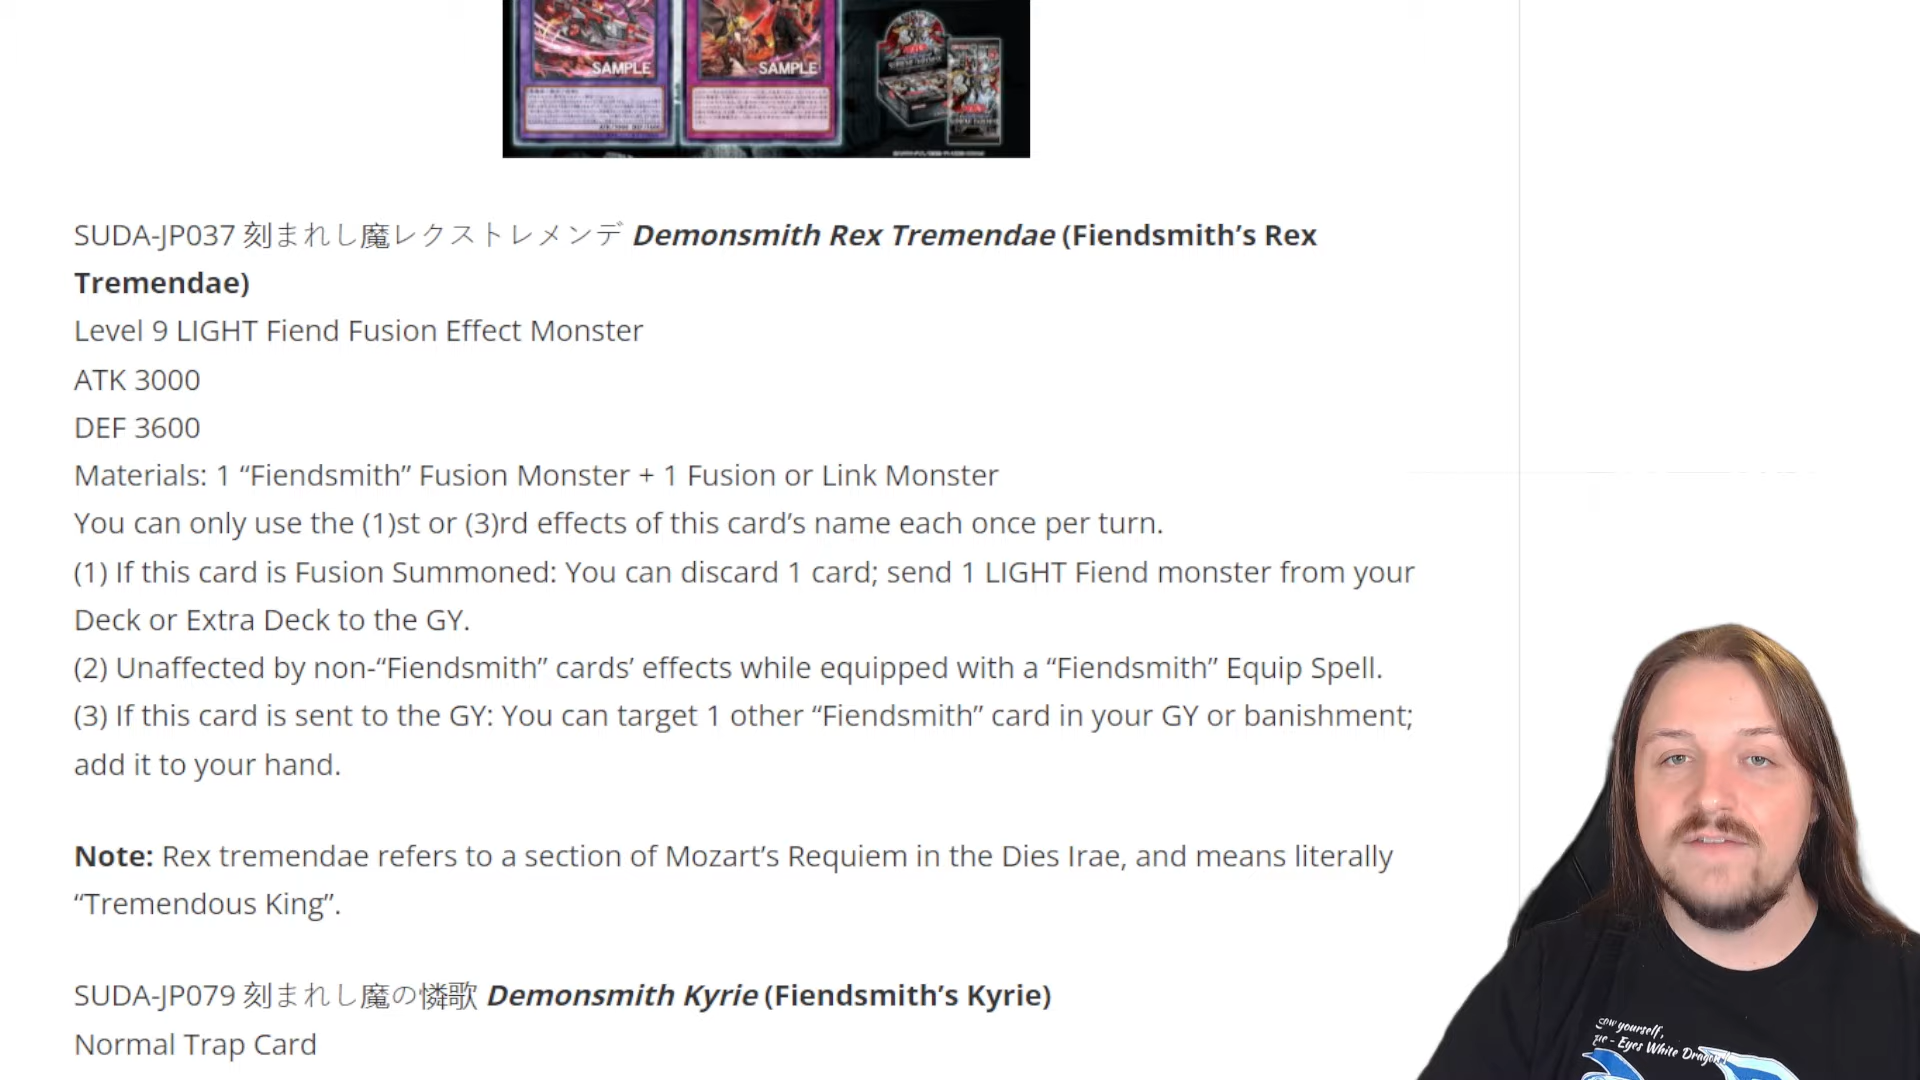 SAMPLE
SAMPLE
SUDA-JP037 刻まれし魔レクストレメンデ Demonsmith Rex Tremendae (Fiendsmith’s Rex
Tremendae)
Level 9 LIGHT Fiend Fusion Effect Monster
ATK 3000
DEF 3600
Materials: 1 “Fiendsmith” Fusion Monster + 1 Fusion or Link Monster
You can only use the (1)st or (3)rd effects of this card’s name each once per turn.
(1) If this card is Fusion Summoned: You can discard 1 card; send 1 LIGHT Fiend monster from your
Deck or Extra Deck to the GY.
(2) Unaffected by non-“Fiendsmith” cards’ effects while equipped with a “Fiendsmith” Equip Spell.
(3) If this card is sent to the GY: You can target 1 other “Fiendsmith” card in your GY or banishment;
add it to your hand.
Note: Rex tremendae refers to a section of Mozart’s Requiem in the Dies Irae, and means literally
“Tremendous King”.
SUDA-JP079 刻まれし魔の憐歌 Demonsmith Kyrie (Fiendsmith’s Kyrie)
Normal Trap Card
yourself,
- Eyes White Dragon